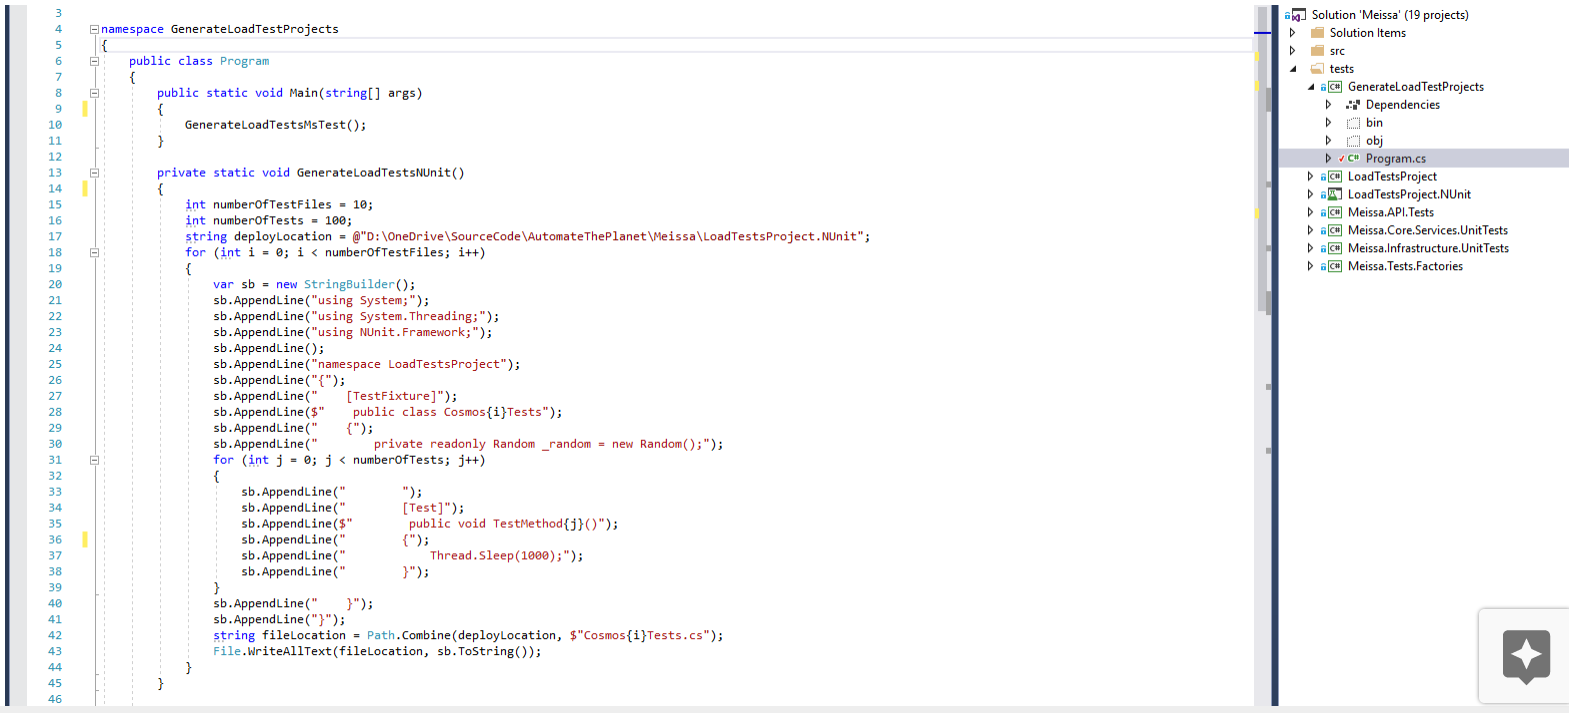 3
4 namespace GenerateLoadTestProjects
5 {
6     public class Program
7     {
8         public static void Main(string[] args)
9         {
10             GenerateLoadTestsMsTest();
11         }
12
13         private static void GenerateLoadTestsNUnit()
14         {
15             int numberOfTestFiles = 10;
16             int numberOfTests = 100;
17             string deployLocation = @"D:\OneDrive\SourceCode\AutomateThePlanet\Meissa\LoadTestsProject.NUnit";
18             for (int i = 0; i < numberOfTestFiles; i++)
19             {
20                 var sb = new StringBuilder();
21                 sb.AppendLine("using System;");
22                 sb.AppendLine("using System.Threading;");
23                 sb.AppendLine("using NUnit.Framework;");
24                 sb.AppendLine();
25                 sb.AppendLine("namespace LoadTestsProject");
26                 sb.AppendLine("{");
27                 sb.AppendLine("    [TestFixture]");
28                 sb.AppendLine($"    public class Cosmos{i}Tests");
29                 sb.AppendLine("    {");
30                 sb.AppendLine("        private readonly Random _random = new Random();");
31                 for (int j = 0; j < numberOfTests; j++)
32                 {
33                     sb.AppendLine("        ");
34                     sb.AppendLine("        [Test]");
35                     sb.AppendLine($"        public void TestMethod{j}()");
36                     sb.AppendLine("        {");
37                     sb.AppendLine("            Thread.Sleep(1000);");
38                     sb.AppendLine("        }");
39                 }
40                 sb.AppendLine("    }");
41                 sb.AppendLine("}");
42                 string fileLocation = Path.Combine(deployLocation, $"Cosmos{i}Tests.cs");
43                 File.WriteAllText(fileLocation, sb.ToString());
44             }
45         }
46
Solution 'Meissa' (19 projects)
Solution Items
src
tests
C# GenerateLoadTestProjects
Dependencies
bin
obj
C# Program.cs
C# LoadTestsProject
LoadTestsProject.NUnit
C# Meissa.API.Tests
C# Meissa.Core.Services.UnitTests
C# Meissa.Infrastructure.UnitTests
C# Meissa.Tests.Factories